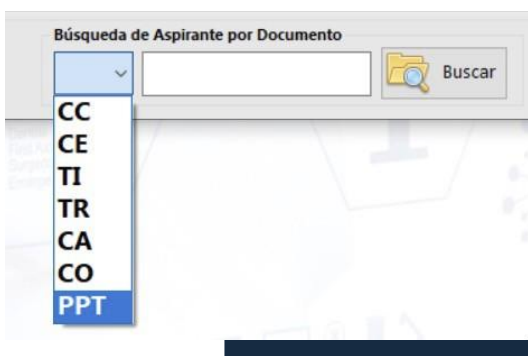 Búsqueda de Aspirante por Documento
Buscar
CC
CE
TI
TR
CA
CO
PPT